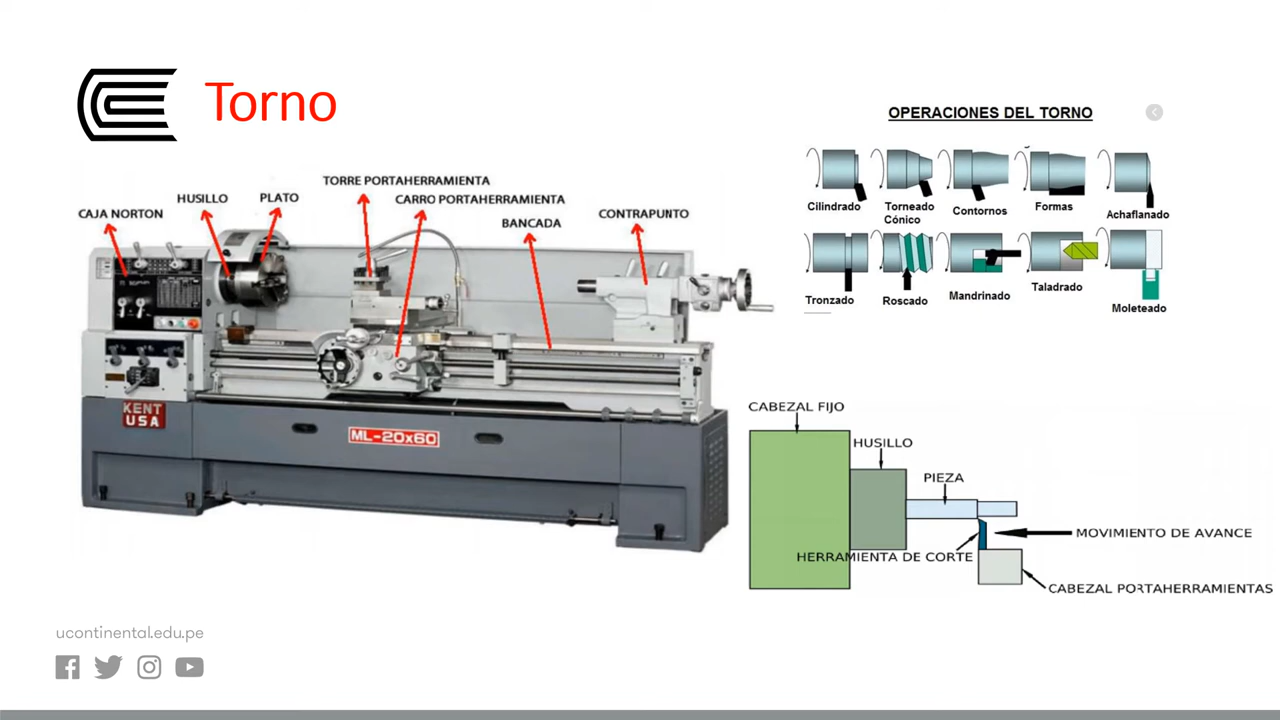 Torno
TORRE PORTAHERRAMIENTA
HUSILLO
PLATO
CARRO PORTAHERRAMIENTA
CAJA NORTON
BANCADA
CONTRAPUNTO
KENT
USA
ML-20x60
OPERACIONES DEL TORNO
Cilindrado
Torneado
Cónico
Contornos
Formas
Achaflanado
Tronzado
Roscado
Mandrinado
Taladrado
Moleteado
CABEZAL FIJO
HUSILLO
PIEZA
MOVIMIENTO DE AVANCE
HERRAMIENTA DE CORTE
CABEZAL PORTAHERRAMIENTAS
ucontinental.edu.pe